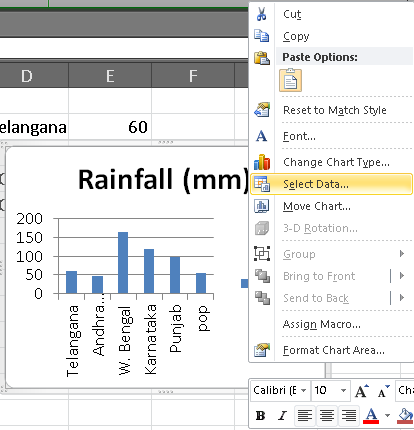 D E F
elangana 60
Rainfall (mm)
200
150
100
50
0
Telangana
Andhra...
W. Bengal
Karnataka
Punjab
pop
Cut
Copy
Paste Options:
Reset to Match Style
Font...
Change Chart Type...
Select Data...
Move Chart...
3-D Rotation...
Group
Bring to Front
Send to Back
Assign Macro...
Format Chart Area...
Calibri (E 10 A A Cha
B I A